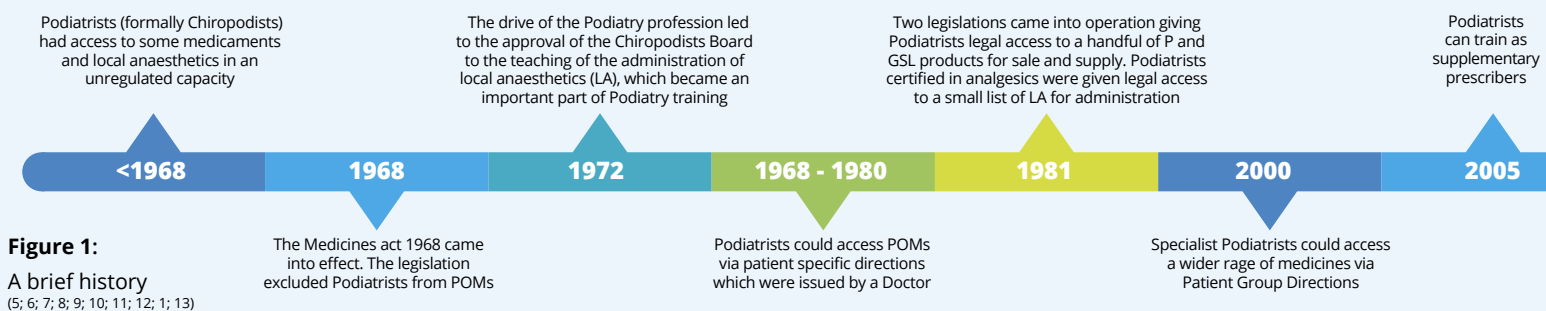 Podiatrists (formally Chiropodists)
had access to some medicaments
and local anaesthetics in an
unregulated capacity
The drive of the Podiatry profession led
to the approval of the Chiropodists Board
to the teaching of the administration of
local anaesthetics (LA), which became an
important part of Podiatry training
Two legislations came into operation giving
Podiatrists legal access to a handful of P and
GSL products for sale and supply. Podiatrists
certified in analgesics were given legal access
to a small list of LA for administration
Podiatrists
can train as
supplementary
prescribers
<1968
1968
1972
1968 - 1980
1981
2000
2005
Figure 1:
A brief history
(5; 6; 7; 8; 9; 10; 11; 12; 1; 13)
The Medicines act 1968 came
into effect. The legislation
excluded Podiatrists from POMs
Podiatrists could access POMs
via patient specific directions
which were issued by a Doctor
Specialist Podiatrists could access
a wider rage of medicines via
Patient Group Directions